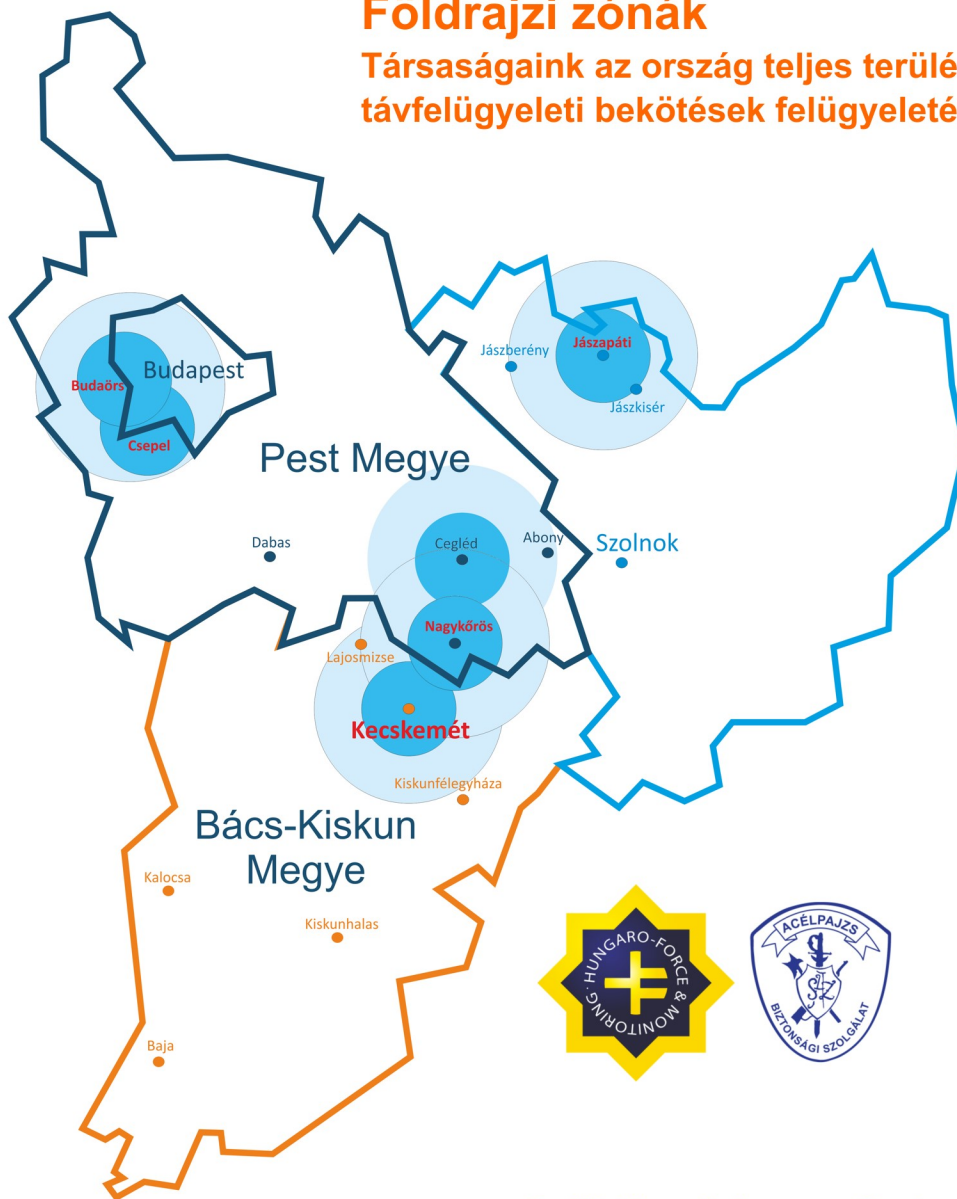 Földrajzi zónák
Társaságaink az ország teljes terülé
távfelügyeleti bekötések felügyeleté
Jászberény
Jászapáti
Jászkisér
Budapest
Budaörs
Csepel
Pest Megye
Dabas
Cegléd
Abony
Szolnok
Nagykőrös
Lajosmizse
Kecskemét
Kiskunfélegyháza
Bács-Kiskun
Megye
Kalocsa
Kiskunhalas
Baja
HUNGARO-FORCE & MONITORING
ACÉLPAJZS
BIZTONSÁGI SZOLGÁLAT